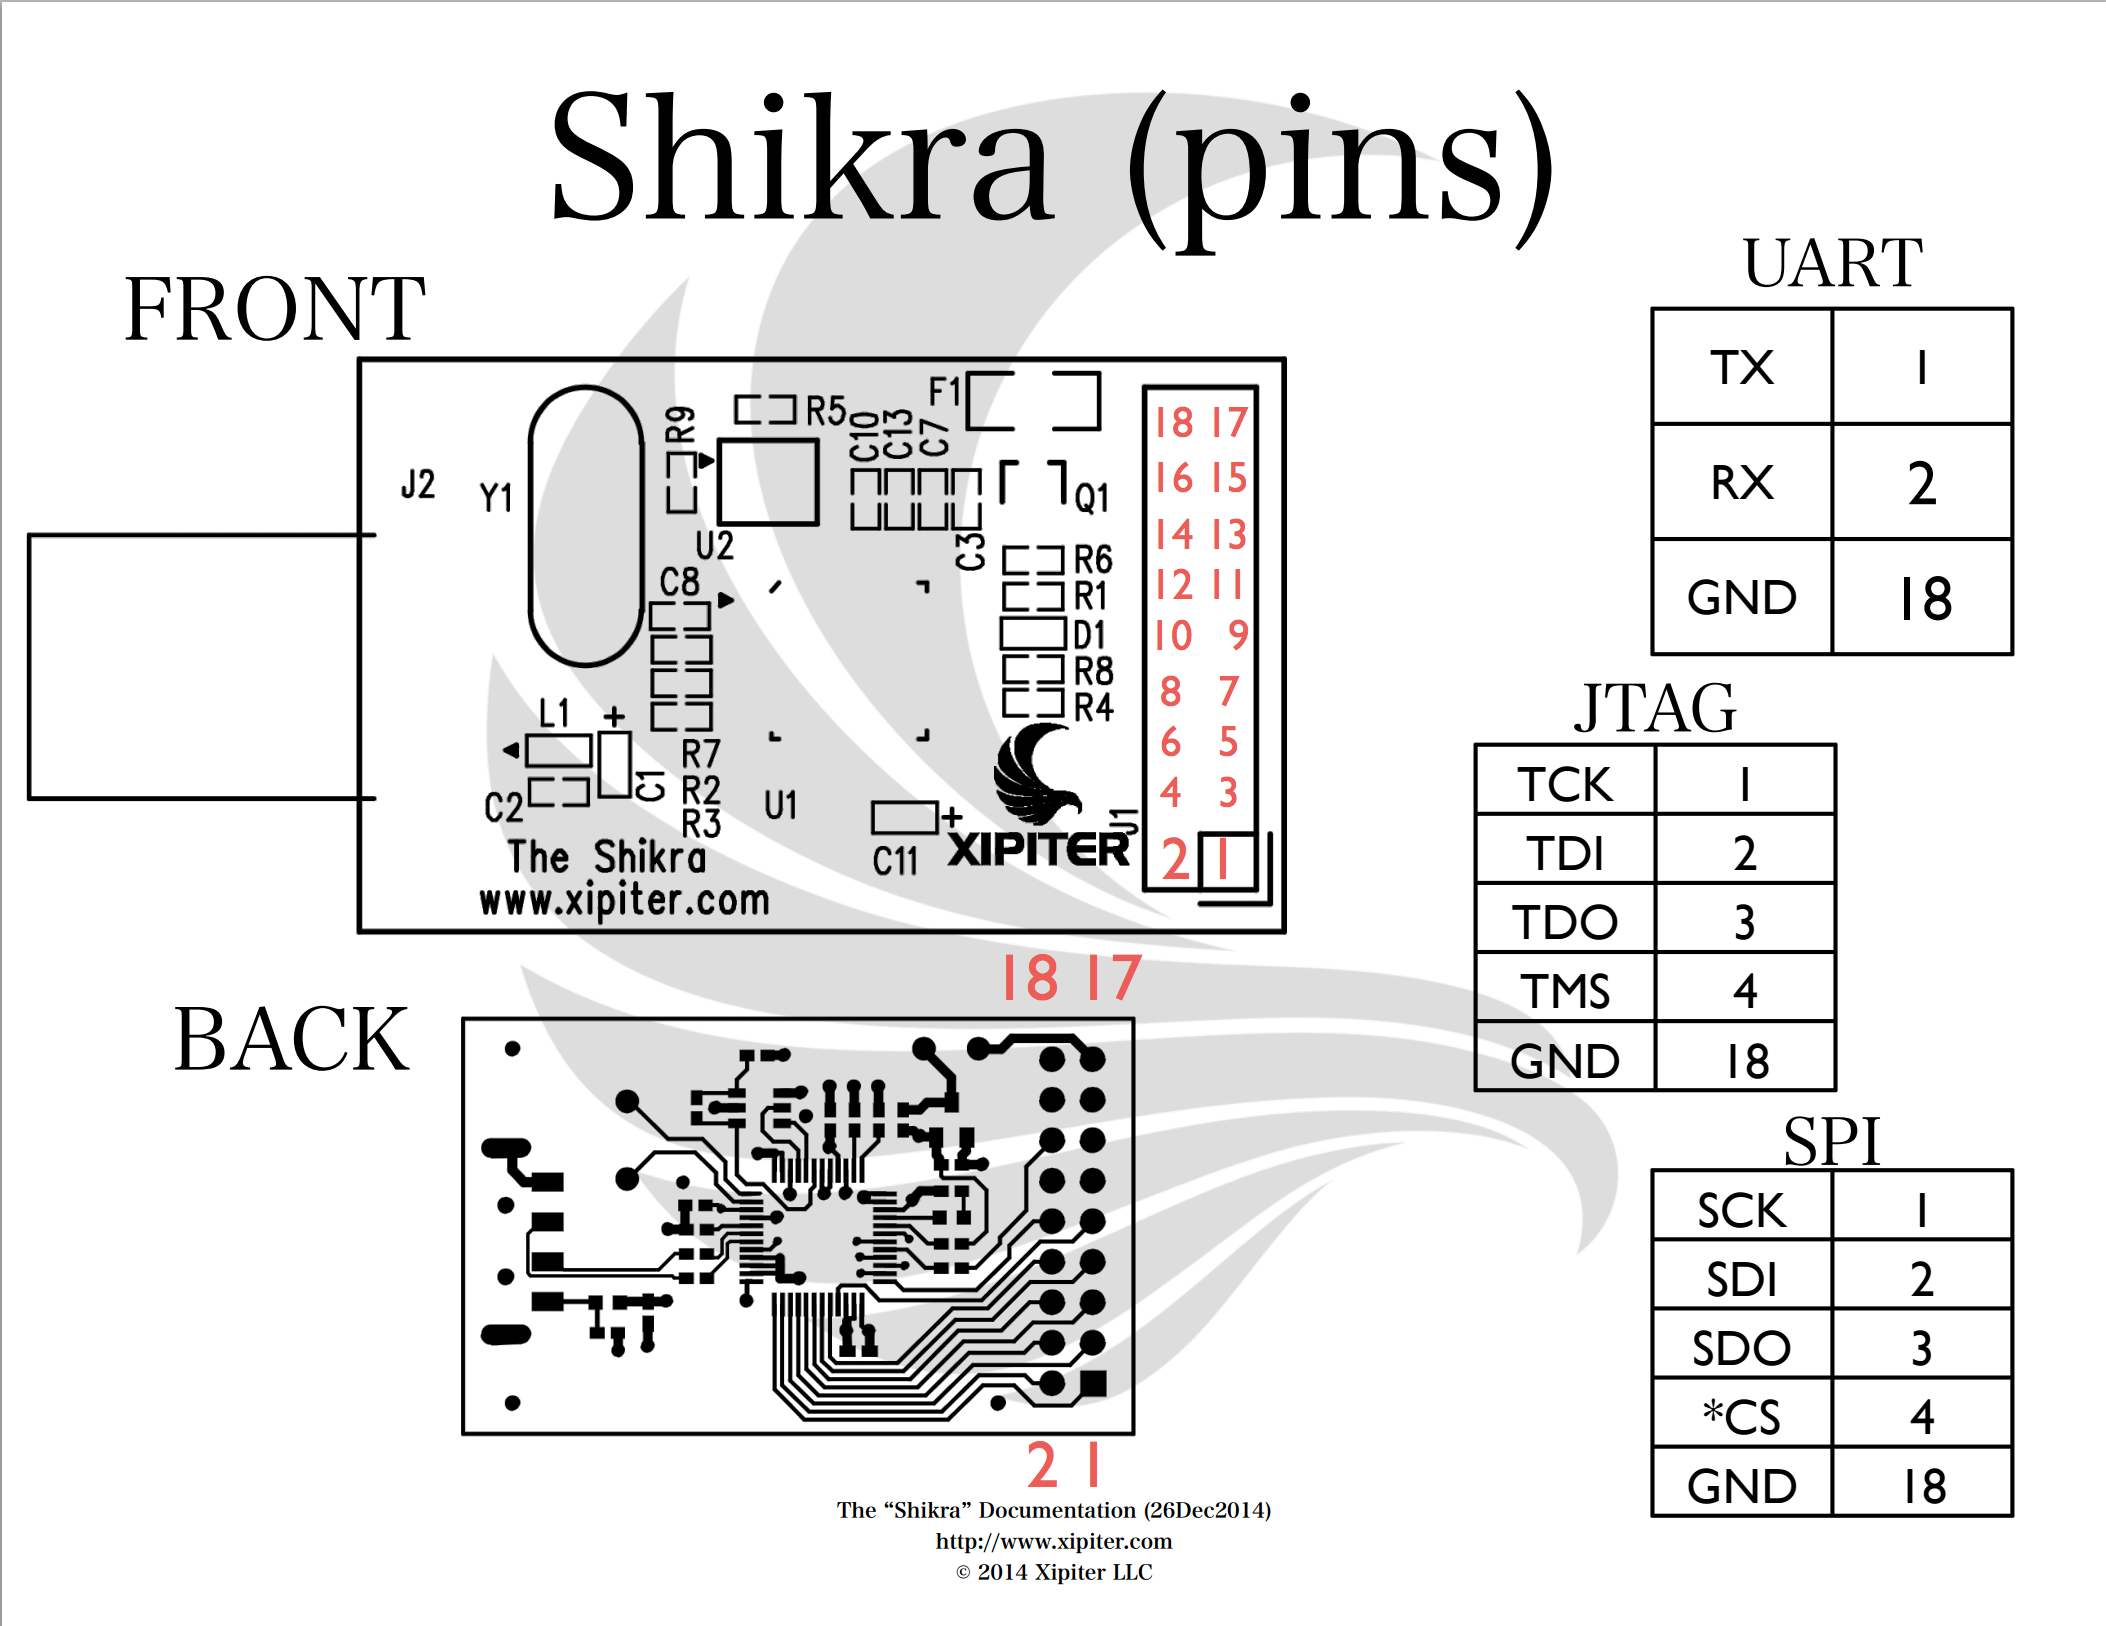 Shikra (pins)
FRONT
J2
Y1
R9
R5
U2
C8
C10
C13
C7
C3
F1
Q1
R6
R1
D1
R8
R4
L1
+
C1
C2
R7
R2
R3
U1
C11
+
J1
XIPITER
The Shikra
www.xipiter.com
18 17
16 15
14 13
12 11
10 9
8 7
6 5
4 3
2 1
BACK
18 17
2 1
UART
TX 1
RX 2
GND 18
JTAG
TCK 1
TDI 2
TDO 3
TMS 4
GND 18
SPI
SCK 1
SDI 2
SDO 3
*CS 4
GND 18
The “Shikra” Documentation (26Dec2014)
http://www.xipiter.com
© 2014 Xipiter LLC